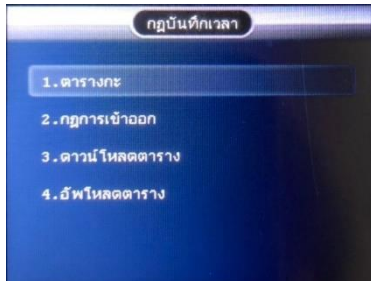 กฎบันทึกเวลา
1.ตารางกะ
2.กฎการเข้าออก
3.ดาวน์โหลดตาราง
4.อัพโหลดตาราง